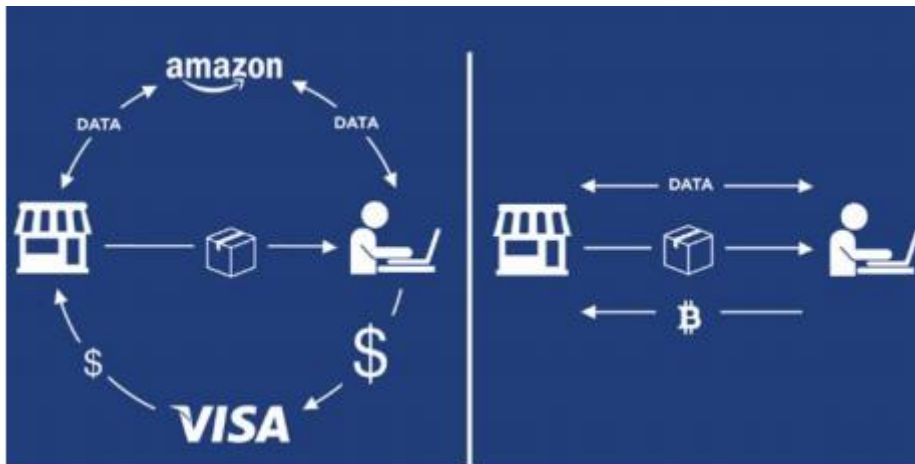 amazon
DATA DATA
$ $
VISA
DATA
₿